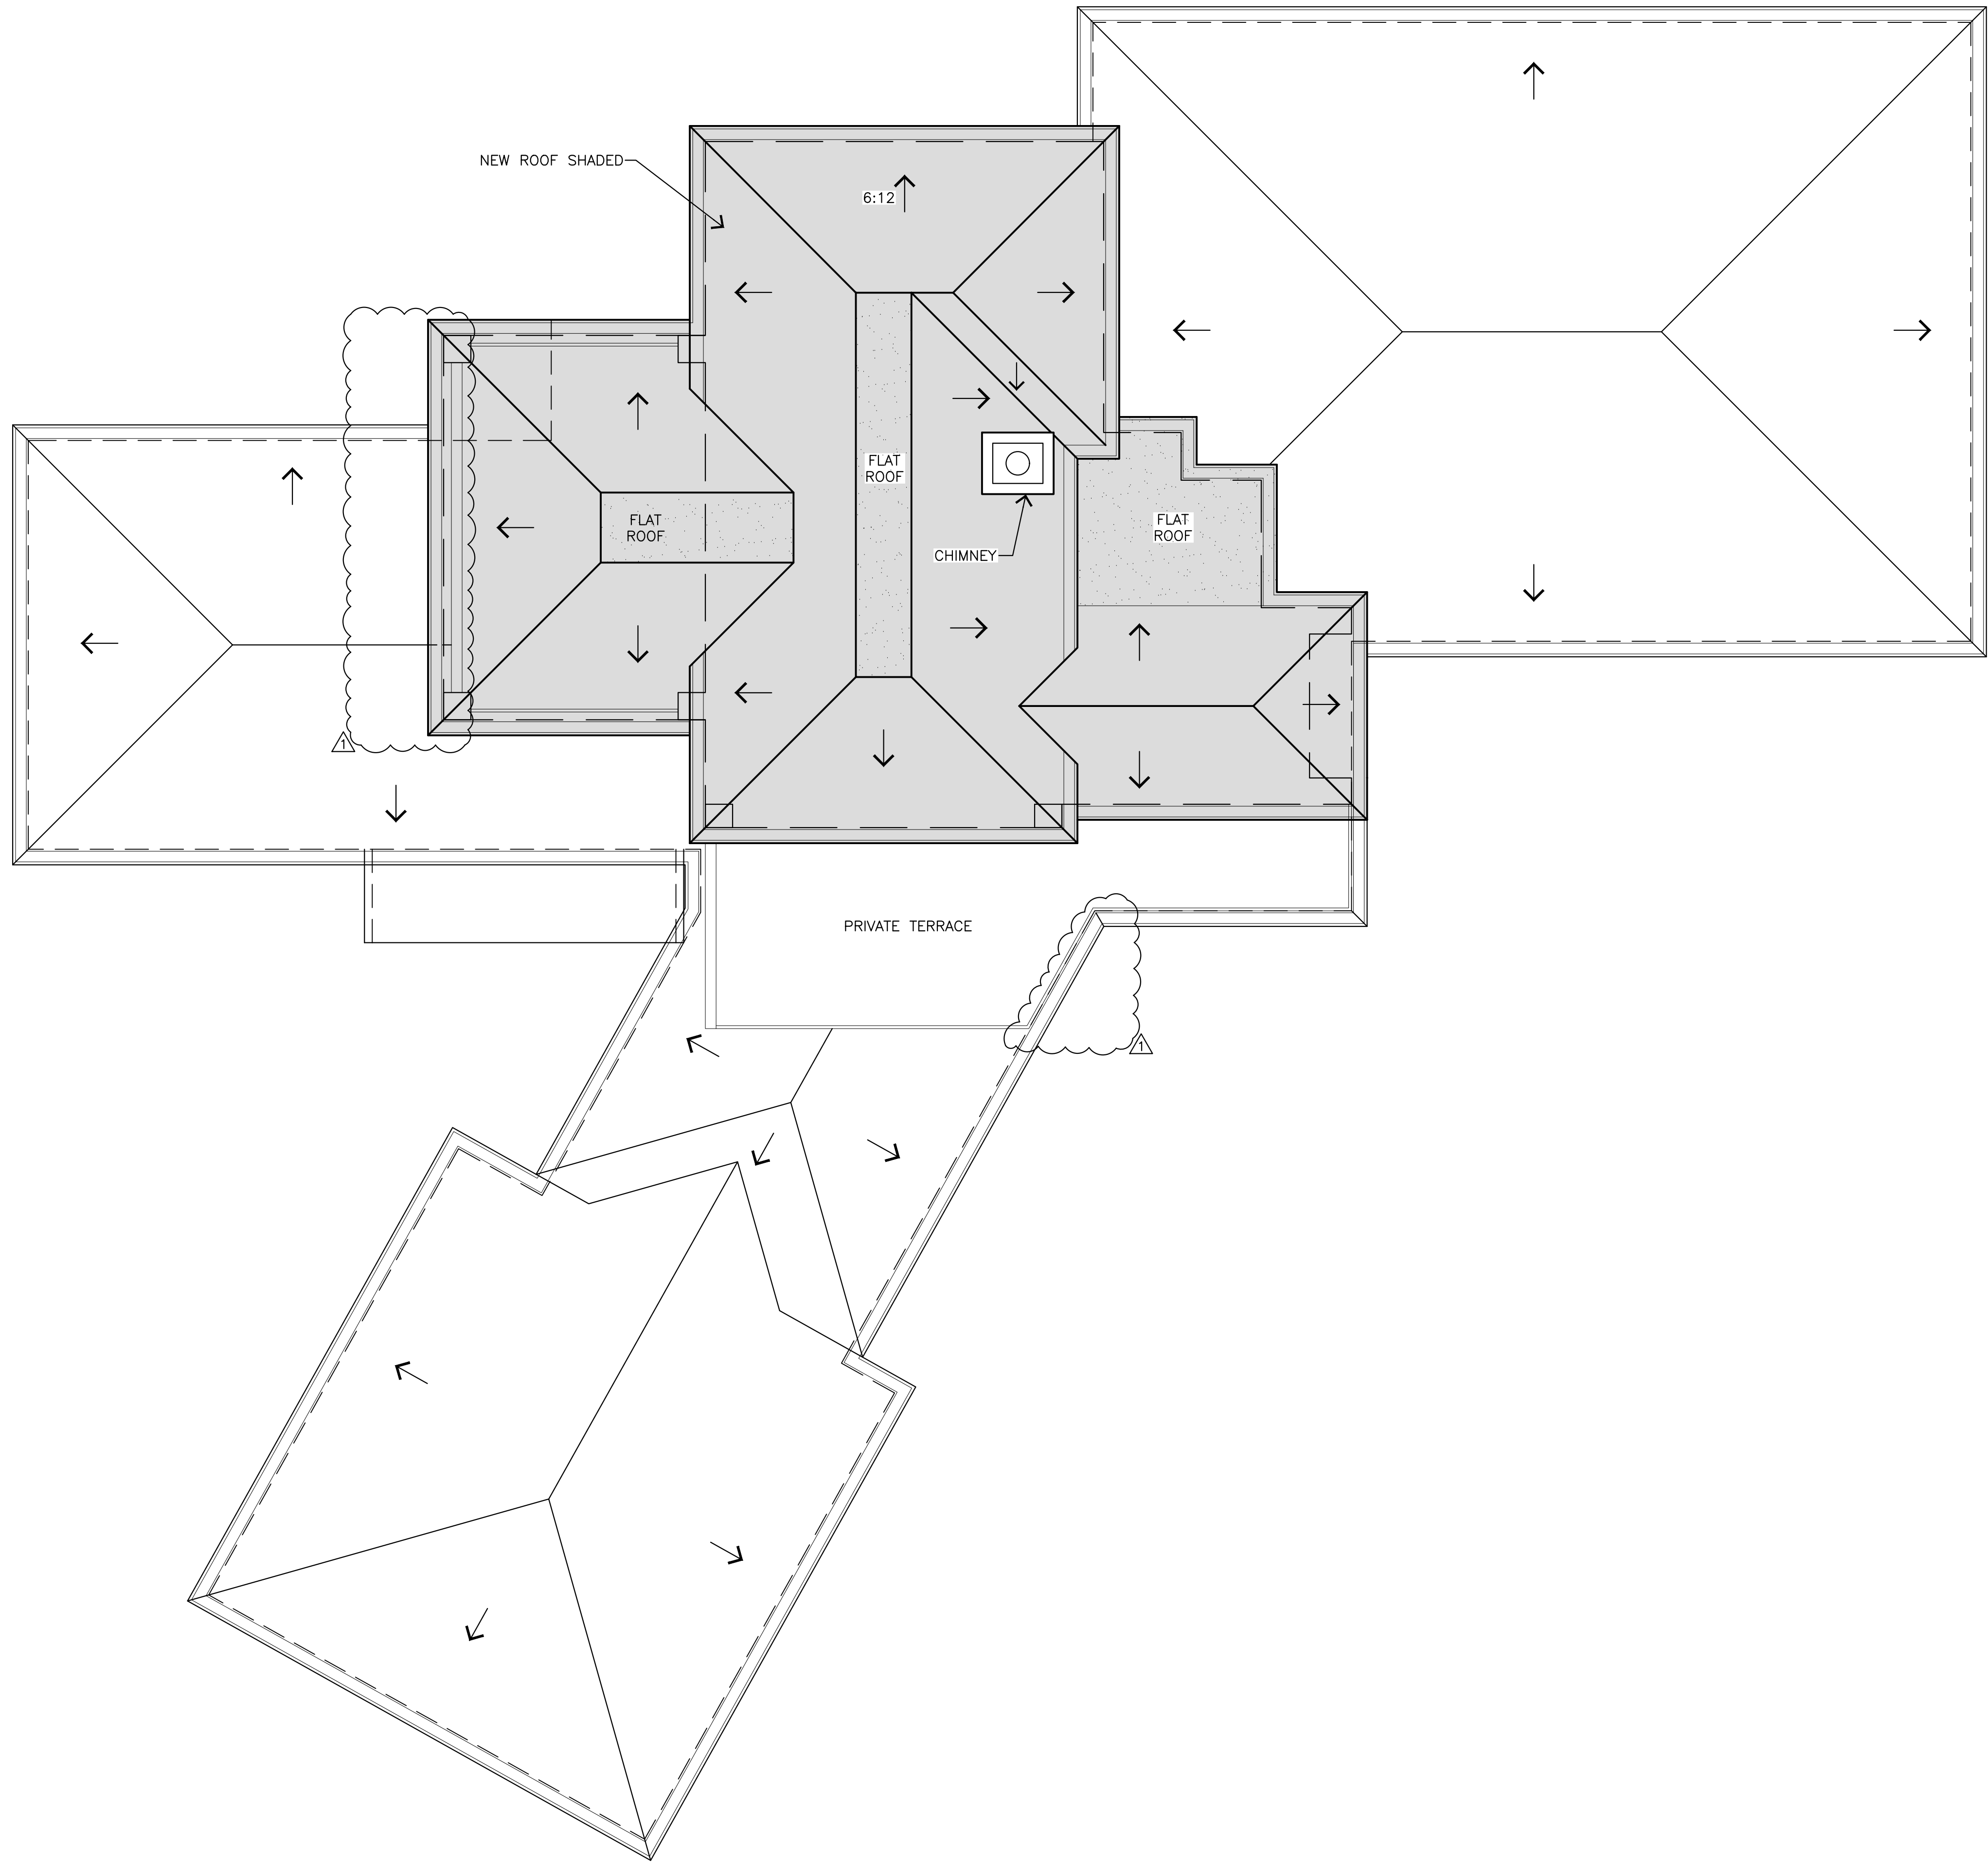 NEW ROOF SHADED
6:12
FLAT
ROOF
FLAT
ROOF
FLAT
ROOF
CHIMNEY
1
PRIVATE TERRACE
1